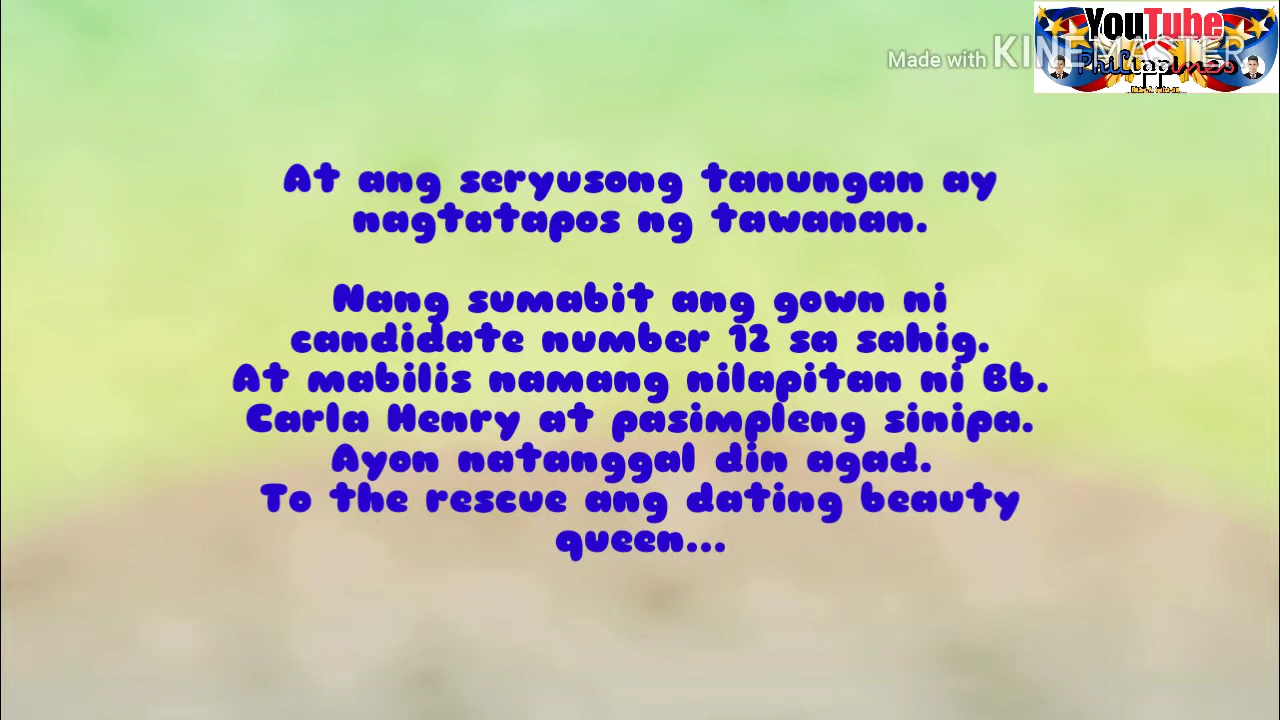 YouTube
Made with KINEMASTER
Philippines
At ang seryusong tanungan ay
nagtatapos ng tawanan.
Nang sumabit ang gown ni
candidate number 12 sa sahig.
At mabilis namang nilapitan ni Bb.
Carla Henry at pasimpleng sinipa.
Ayon natanggal din agad.
To the rescue ang dating beauty
queen...